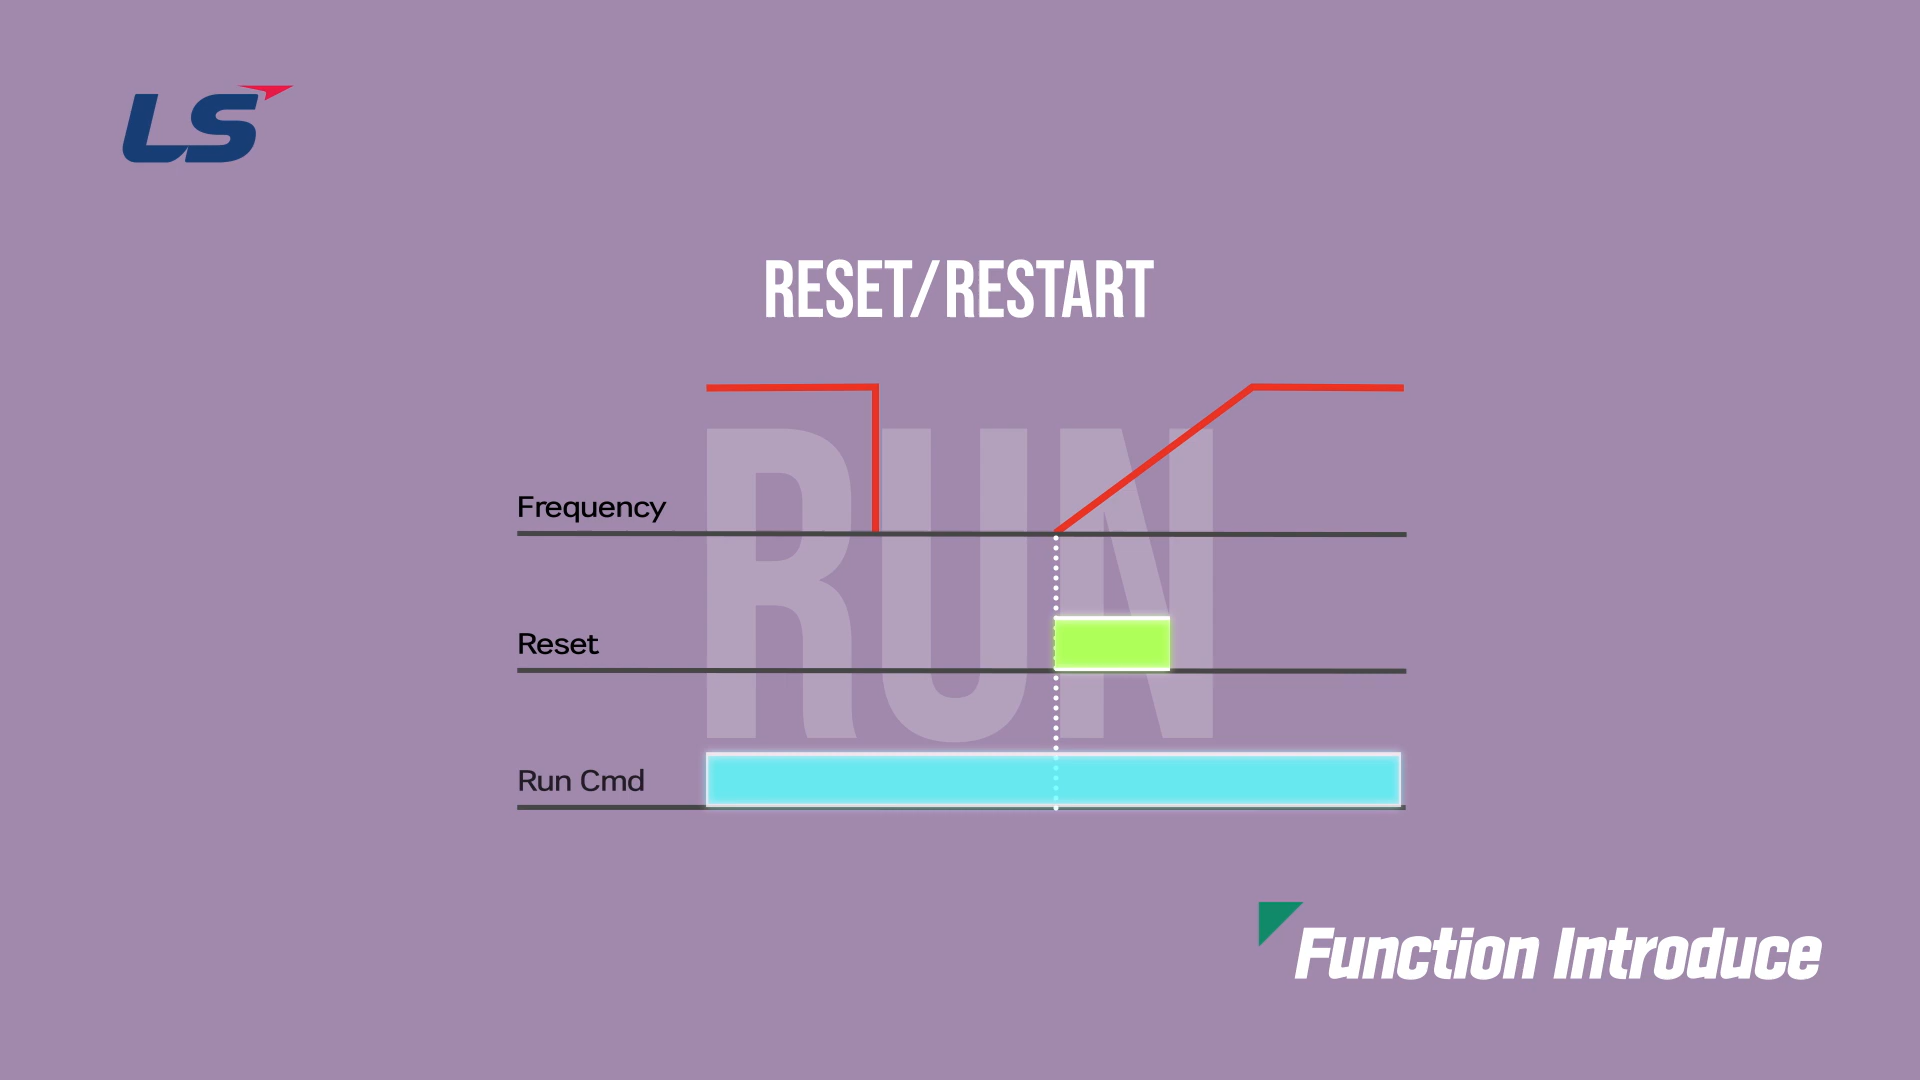 LS
RESET/RESTART
RUN
Frequency
Reset
Run Cmd
Function Introduce